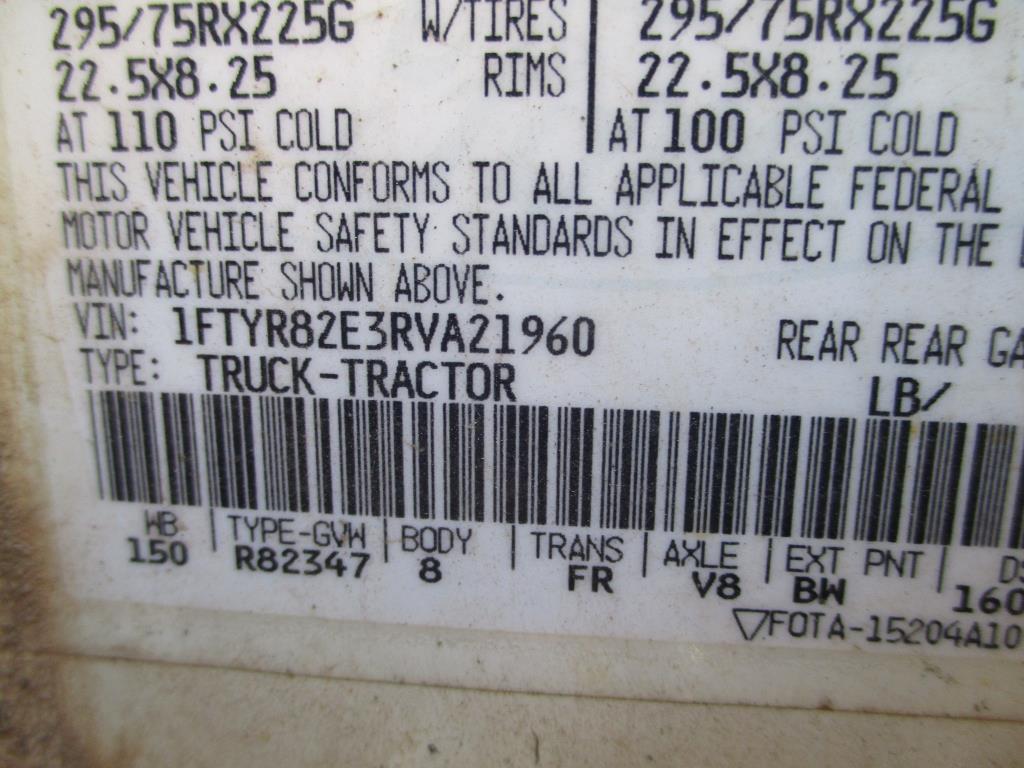 295/75RX225G W/TIRES 295/75RX225G
22.5X8.25 RIMS 22.5X8.25
AT 110 PSI COLD AT 100 PSI COLD
THIS VEHICLE CONFORMS TO ALL APPLICABLE FEDERAL
MOTOR VEHICLE SAFETY STANDARDS IN EFFECT ON THE
MANUFACTURE SHOWN ABOVE.
VIN: 1FTYR82E3RVA21960 REAR REAR GA
TYPE: TRUCK-TRACTOR LB/
WB TYPE-GVW BODY TRANS AXLE EXT PNT DS
150 R82347 8 FR V8 BW 160
▽FOTA-15204A10